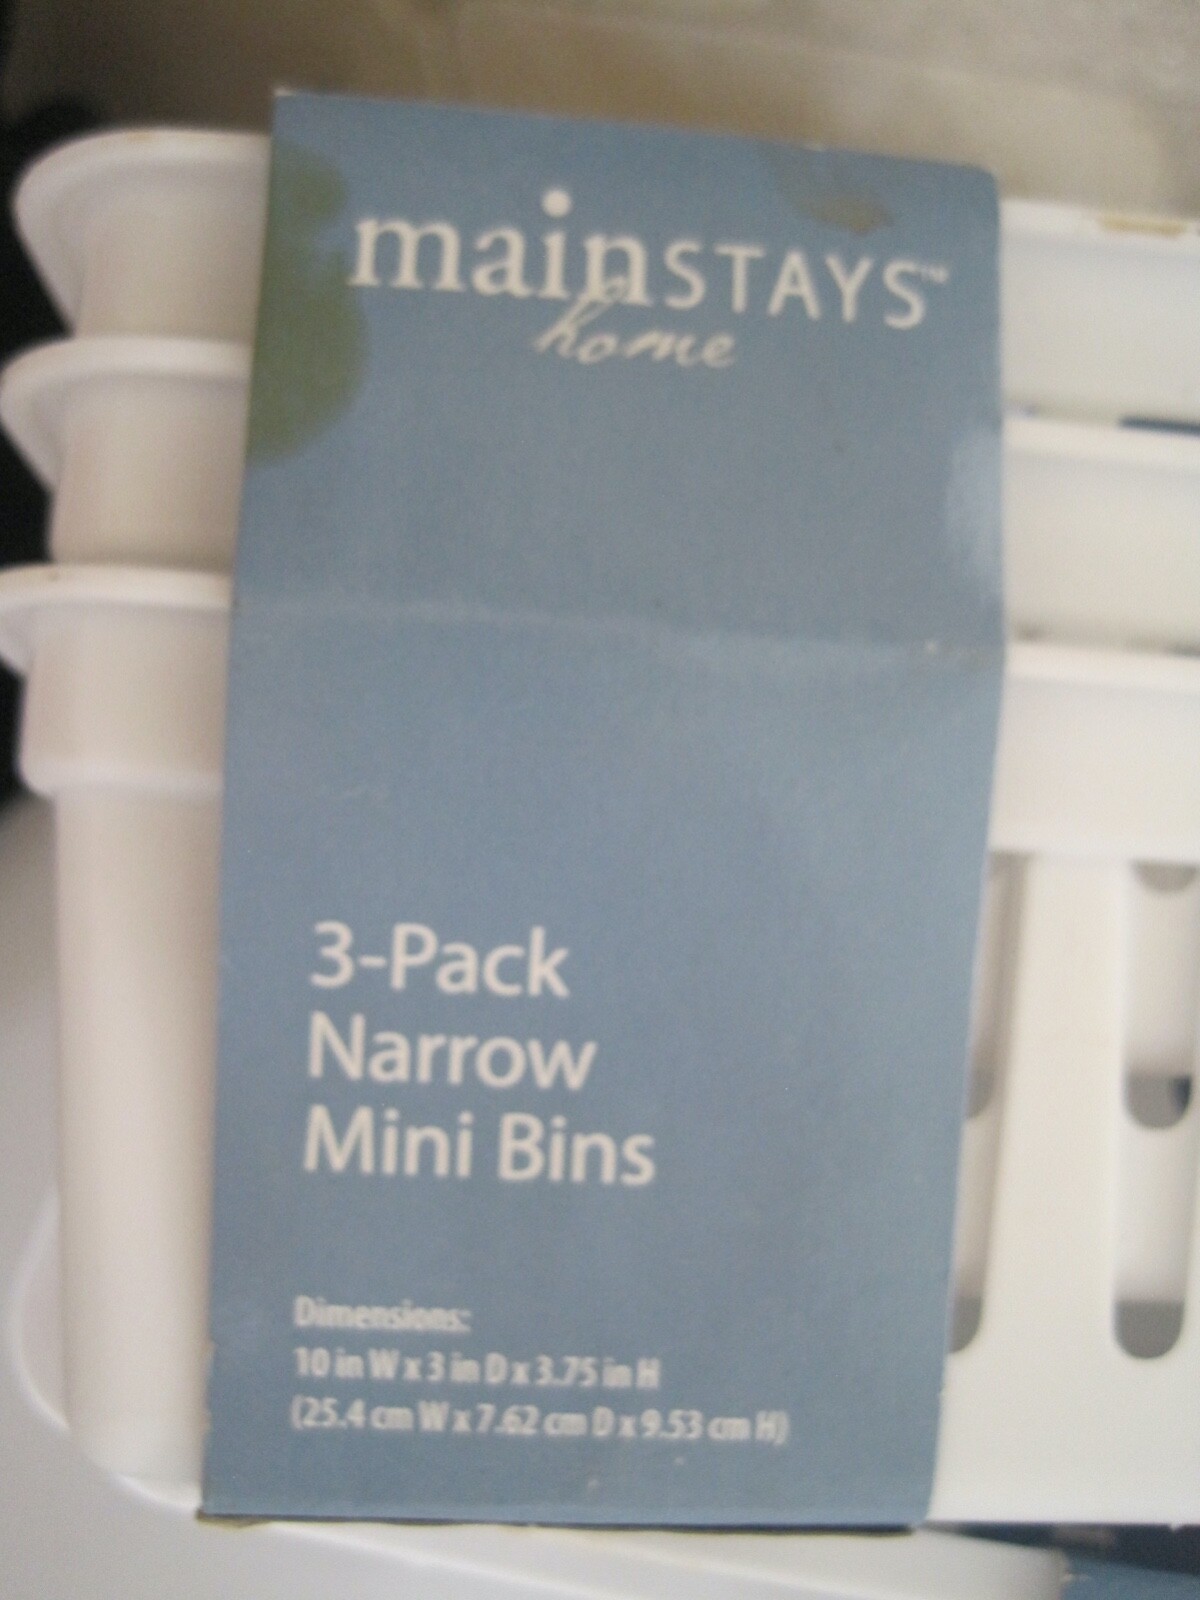 mainSTAYS™
home
3-Pack
Narrow
Mini Bins
Dimensions:
10 in W x 3 in D x 3.75 in H
(25.4 cm W x 7.62 cm D x 9.53 cm H)